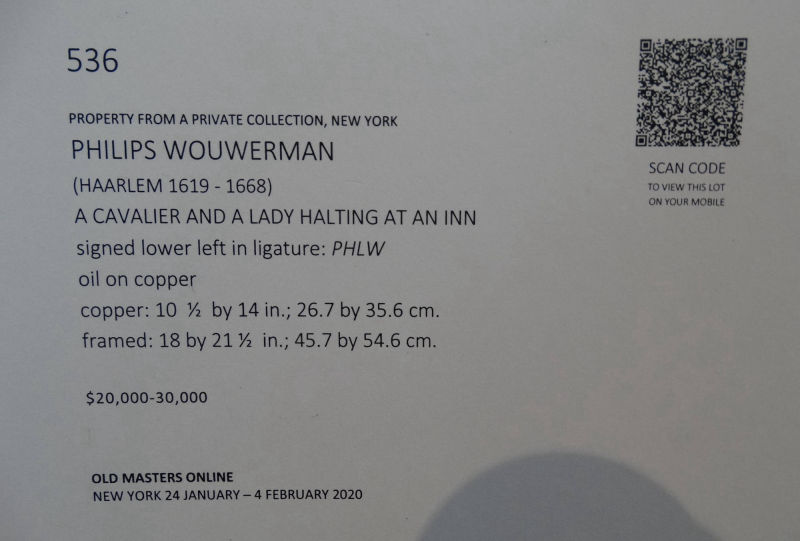 536
PROPERTY FROM A PRIVATE COLLECTION, NEW YORK
PHILIPS WOUWERMAN
(HAARLEM 1619 - 1668)
A CAVALIER AND A LADY HALTING AT AN INN
signed lower left in ligature: PHLW
oil on copper
copper: 10 ½ by 14 in.; 26.7 by 35.6 cm.
framed: 18 by 21 ½ in.; 45.7 by 54.6 cm.
$20,000-30,000
OLD MASTERS ONLINE
NEW YORK 24 JANUARY – 4 FEBRUARY 2020
SCAN CODE
TO VIEW THIS LOT
ON YOUR MOBILE